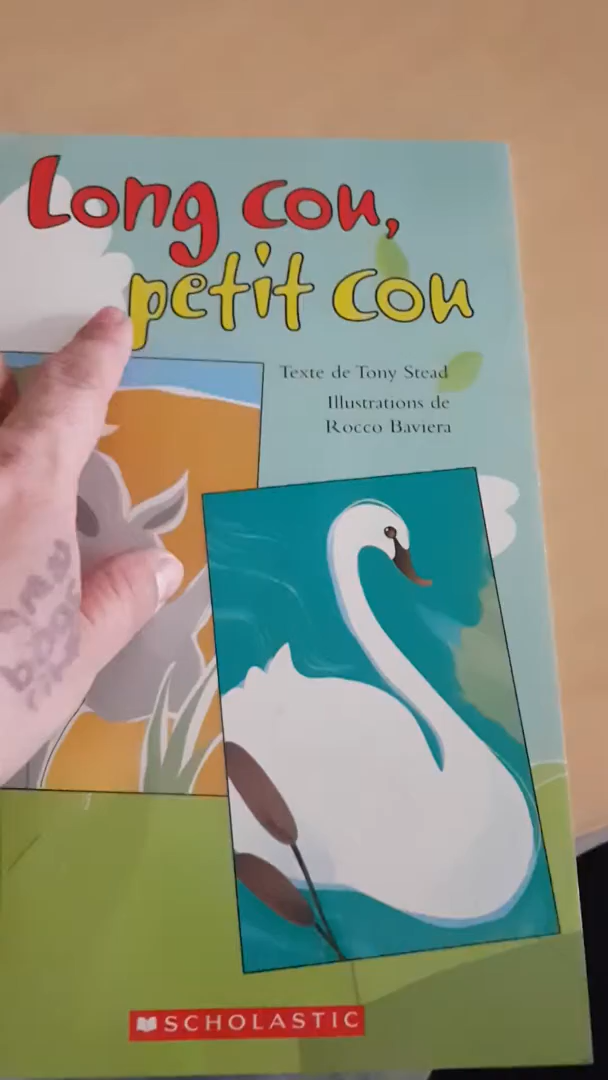 Long cou,
petit cou
Texte de Tony Stead
Illustrations de
Rocco Baviera
SCHOLASTIC